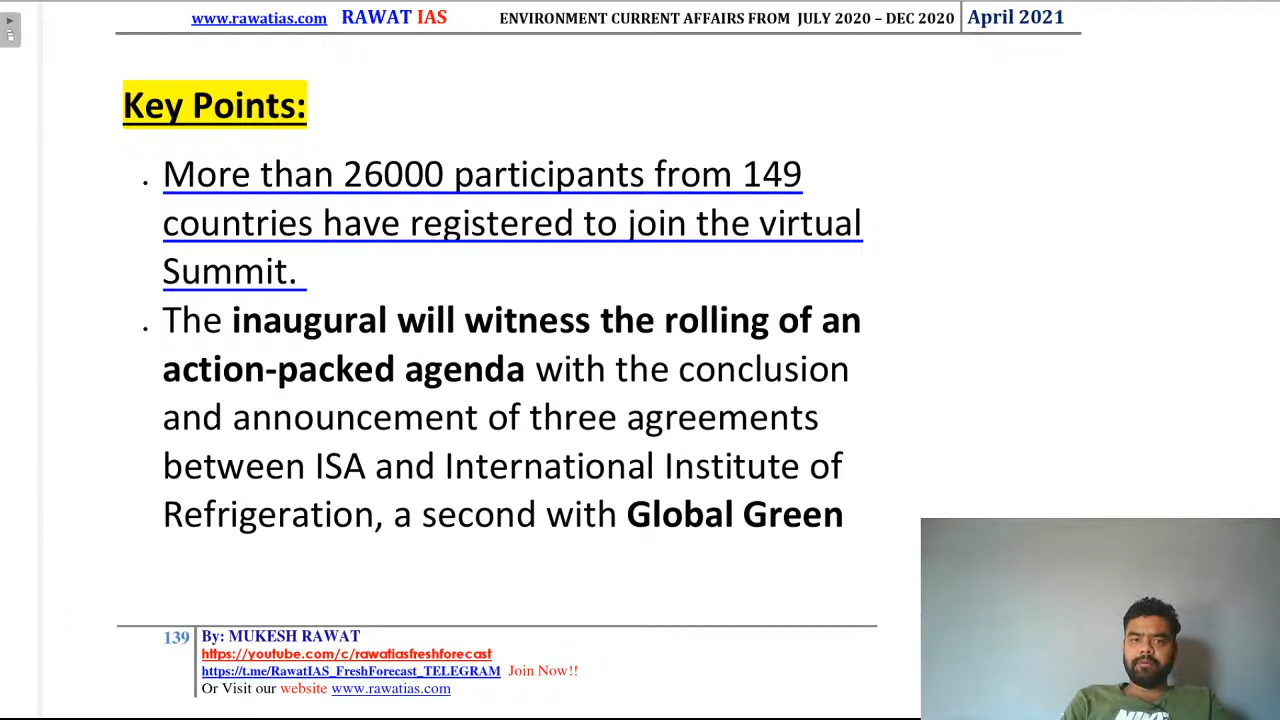 www.rawatias.com RAWAT IAS ENVIRONMENT CURRENT AFFAIRS FROM JULY 2020 – DEC 2020 April 2021
Key Points:
. More than 26000 participants from 149
countries have registered to join the virtual
Summit.
. The inaugural will witness the rolling of an
action-packed agenda with the conclusion
and announcement of three agreements
between ISA and International Institute of
Refrigeration, a second with Global Green
139 By: MUKESH RAWAT
https://youtube.com/c/rawatiasfreshforecast
https://t.me/RawatIAS_FreshForecast_TELEGRAM Join Now!!
Or Visit our website www.rawatias.com
NIKE